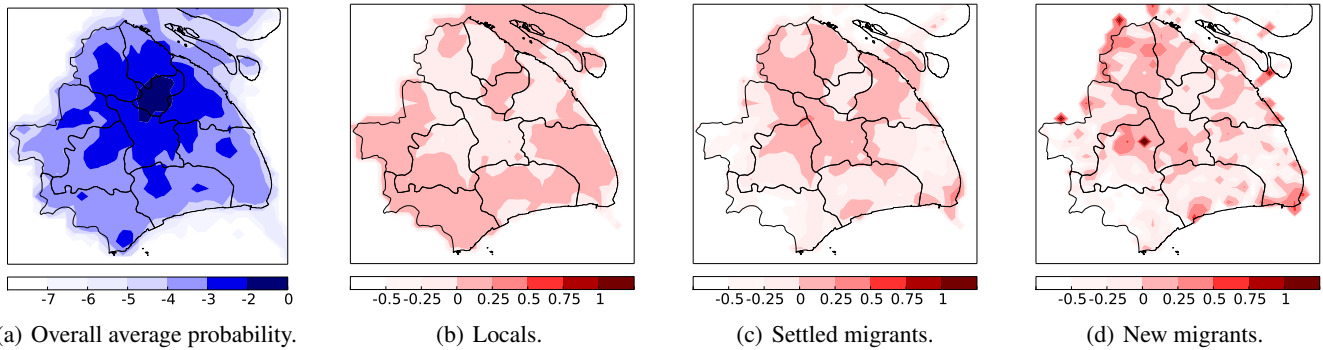 -7 -6 -5 -4 -3 -2 0
-0.5 -0.25 0 0.25 0.5 0.75 1
-0.5 -0.25 0 0.25 0.5 0.75 1
-0.5 -0.25 0 0.25 0.5 0.75 1
a) Overall average probability.
(b) Locals.
(c) Settled migrants.
(d) New migrants.